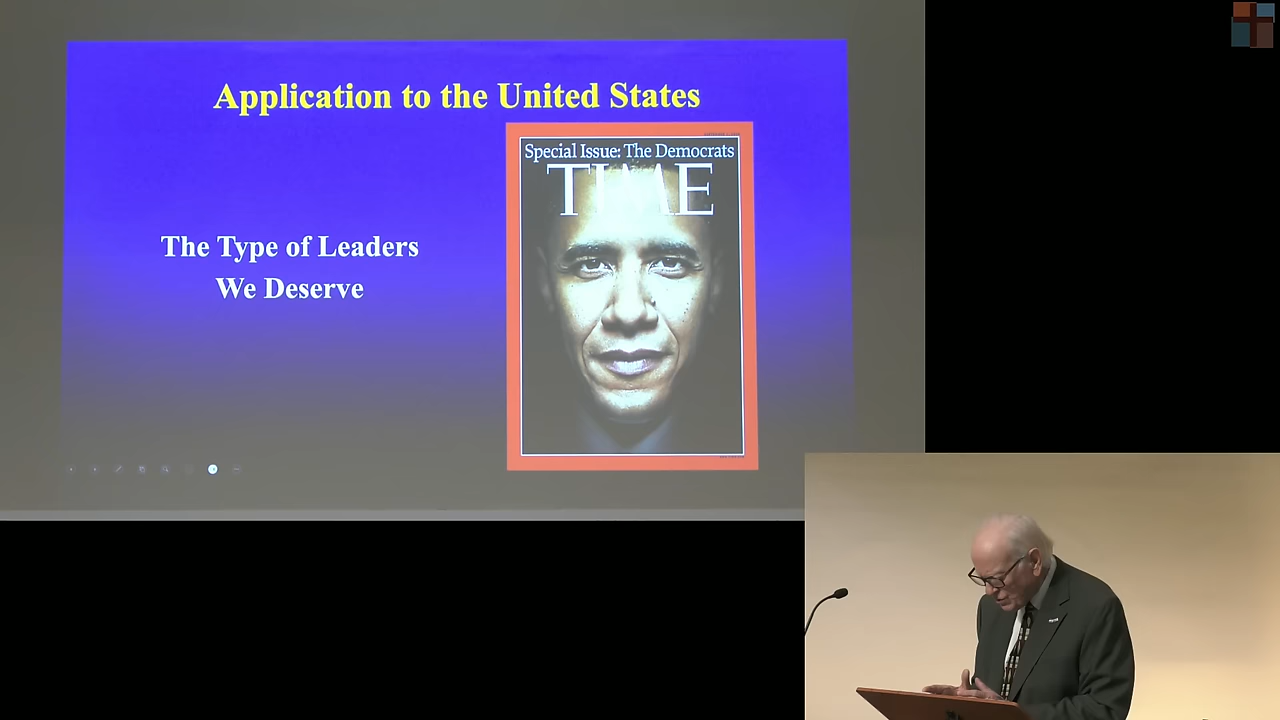 Application to the United States
Special Issue: The Democrats
TIME
The Type of Leaders
We Deserve